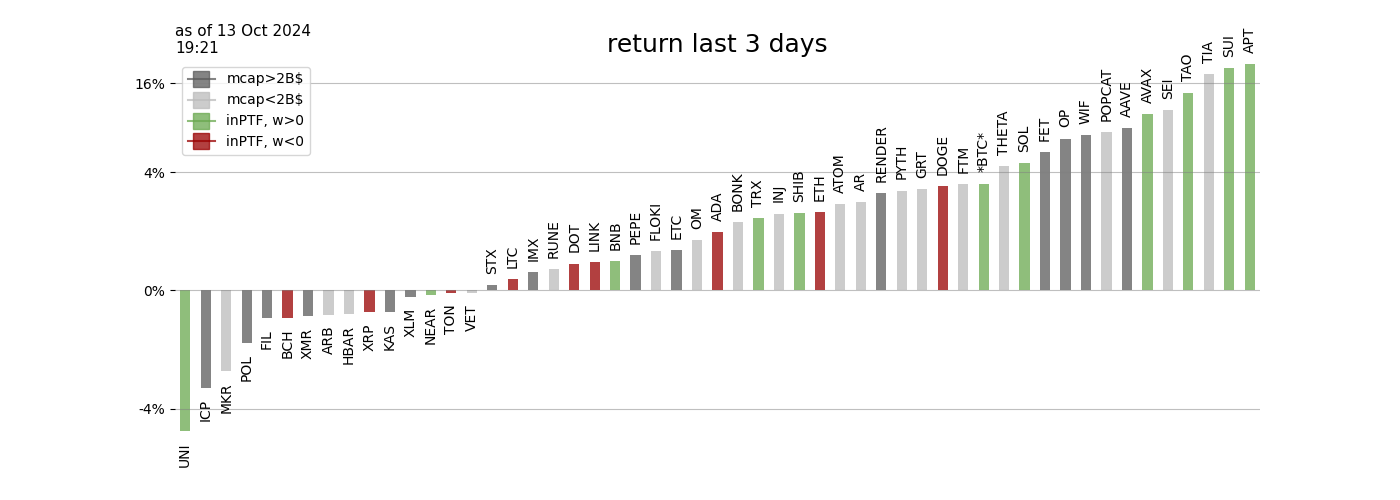 as of 13 Oct 2024
19:21
return last 3 days
mcap>2B$
mcap<2B$
inPTF, w>0
inPTF, w<0
16%
4%
0%
-4%
UNI
ICP
MKR
POL
FIL
BCH
XMR
ARB
HBAR
XRP
KAS
XLM
NEAR
TON
VET
STX
LTC
IMX
RUNE
DOT
LINK
BNB
PEPE
FLOKI
ETC
OM
ADA
BONK
TRX
INJ
SHIB
ETH
ATOM
AR
RENDER
PYTH
GRT
DOGE
FTM
*BTC*
THETA
SOL
FET
OP
WIF
POPCAT
AAVE
AVAX
SEI
TAO
TIA
SUI
APT